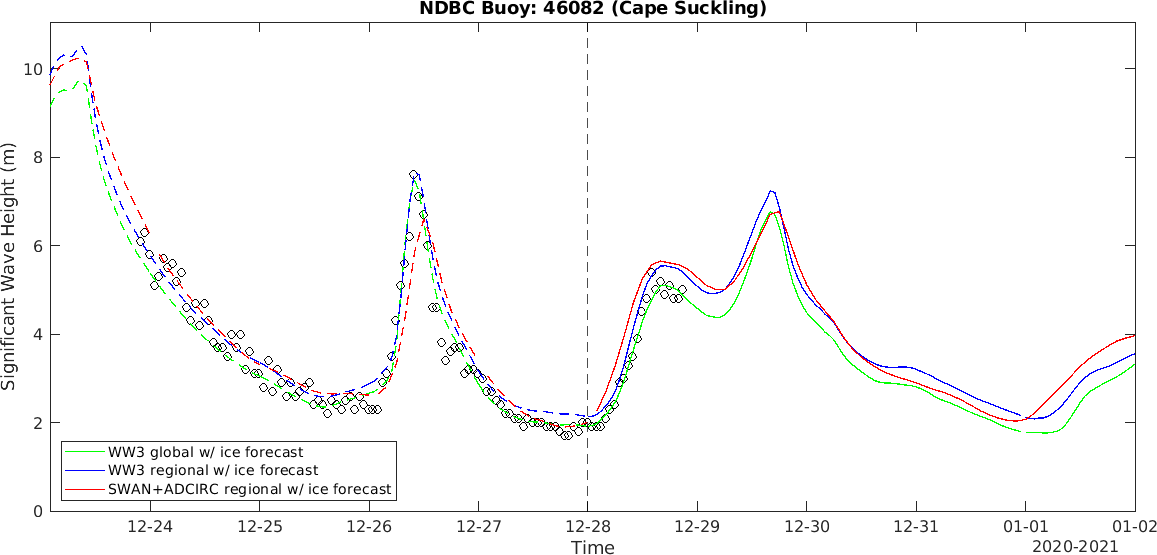 NDBC Buoy: 46082 (Cape Suckling)
Significant Wave Height (m)
10
8
6
4
2
0
WW3 global w/ ice forecast
WW3 regional w/ ice forecast
SWAN+ADCIRC regional w/ ice forecast
12-24 12-25 12-26 12-27 12-28 12-29 12-30 12-31 01-01 01-02
Time
2020-2021